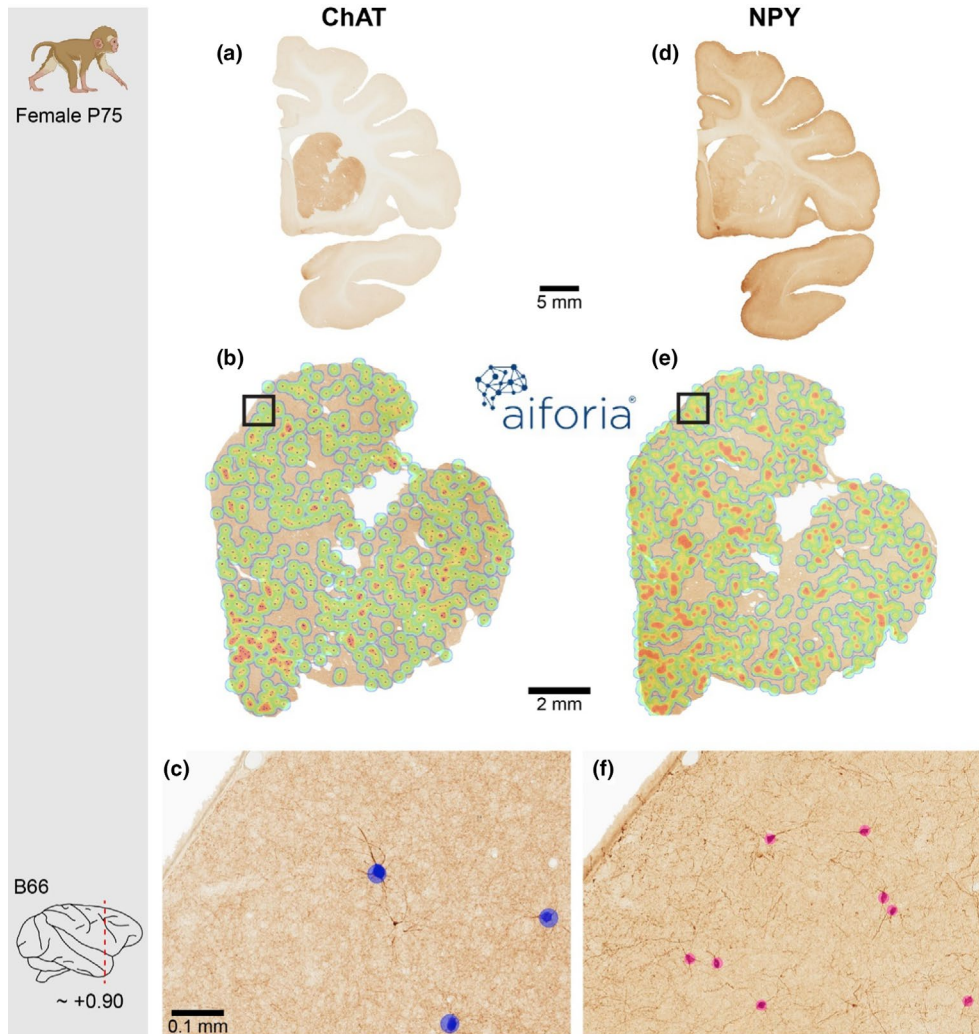 ChAT
NPY
Female P75
(a)
(d)
5 mm
(b)
(e)
aiforia®
2 mm
(c)
(f)
B66
~ +0.90
0.1 mm